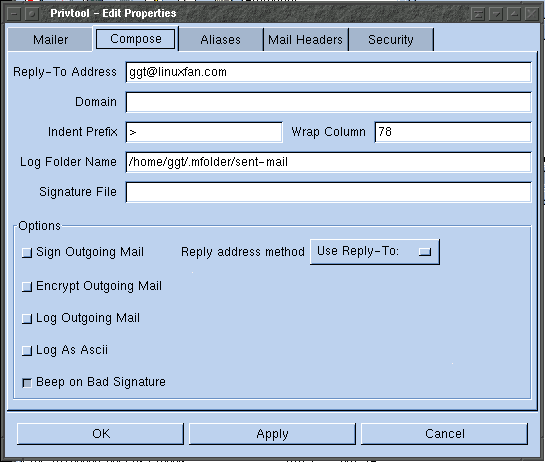 Privtool - Edit Properties
Mailer Compose Aliases Mail Headers Security
Reply-To Address ggt@linuxfan.com
Domain
Indent Prefix > Wrap Column 78
Log Folder Name /home/ggt/.mfolder/sent-mail
Signature File
Options
Sign Outgoing Mail Reply address method Use Reply-To:
Encrypt Outgoing Mail
Log Outgoing Mail
Log As Ascii
Beep on Bad Signature
OK Apply Cancel